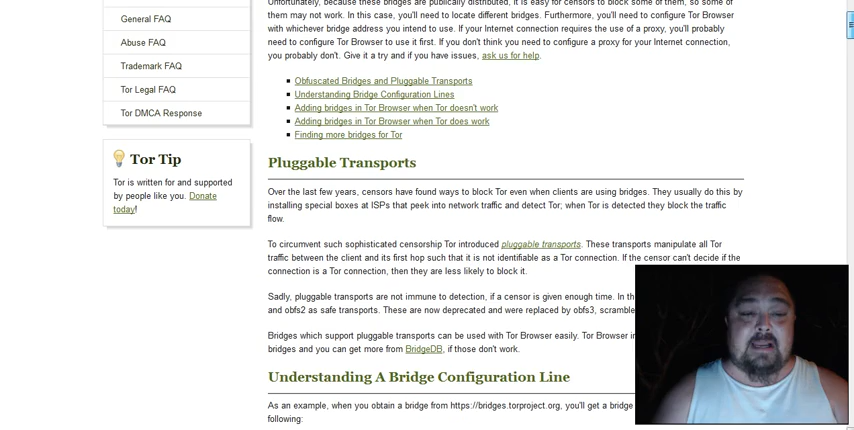 General FAQ
Abuse FAQ
Trademark FAQ
Tor Legal FAQ
Tor DMCA Response
Tor Tip
Tor is written for and supported
by people like you. Donate
today!
Unfortunately, because these bridges are publically distributed, it is easy for censors to block some of them, so some of
them may not work. In this case, you'll need to locate different bridges. Furthermore, you'll need to configure Tor Browser
with whichever bridge address you intend to use. If your Internet connection requires the use of a proxy, you'll probably
need to configure Tor Browser to use it first. If you don't think you need to configure a proxy for your Internet connection,
you probably don't. Give it a try and if you have issues, ask us for help.
Obfuscated Bridges and Pluggable Transports
Understanding Bridge Configuration Lines
Adding bridges in Tor Browser when Tor doesn't work
Adding bridges in Tor Browser when Tor does work
Finding more bridges for Tor
Pluggable Transports
Over the last few years, censors have found ways to block Tor even when clients are using bridges. They usually do this by
installing special boxes at ISPs that peek into network traffic and detect Tor; when Tor is detected they block the traffic
flow.
To circumvent such sophisticated censorship Tor introduced pluggable transports. These transports manipulate all Tor
traffic between the client and its first hop such that it is not identifiable as a Tor connection. If the censor can't decide if the
connection is a Tor connection, then they are less likely to block it.
Sadly, pluggable transports are not immune to detection, if a censor is given enough time. In th
and obfs2 as safe transports. These are now deprecated and were replaced by obfs3, scramble
Bridges which support pluggable transports can be used with Tor Browser easily. Tor Browser in
bridges and you can get more from BridgeDB, if those don't work.
Understanding A Bridge Configuration Line
As an example, when you obtain a bridge from https://bridges.torproject.org, you'll get a bridge
following: